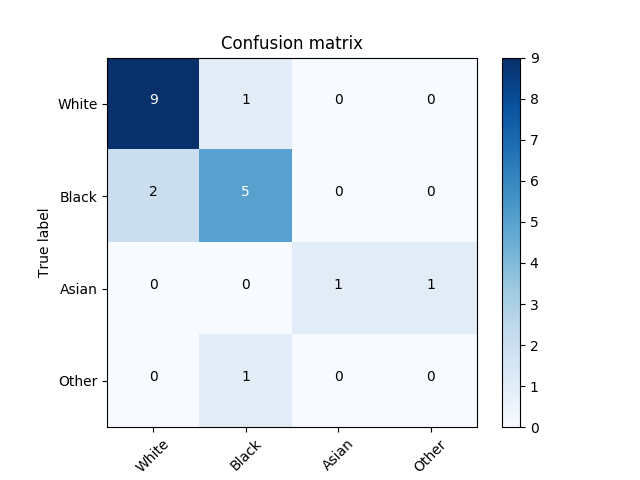 Confusion matrix
True label
White 9 1 0 0
Black 2 5 0 0
Asian 0 0 1 1
Other 0 1 0 0
White Black Asian Other
9
8
7
6
5
4
3
2
1
0